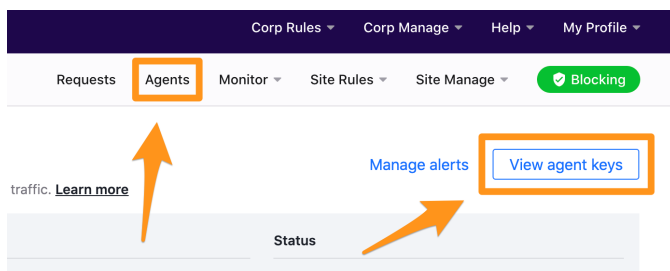 Corp Rules Corp Manage Help My Profile
Requests Agents Monitor Site Rules Site Manage Blocking
Manage alerts View agent keys
traffic. Learn more
Status